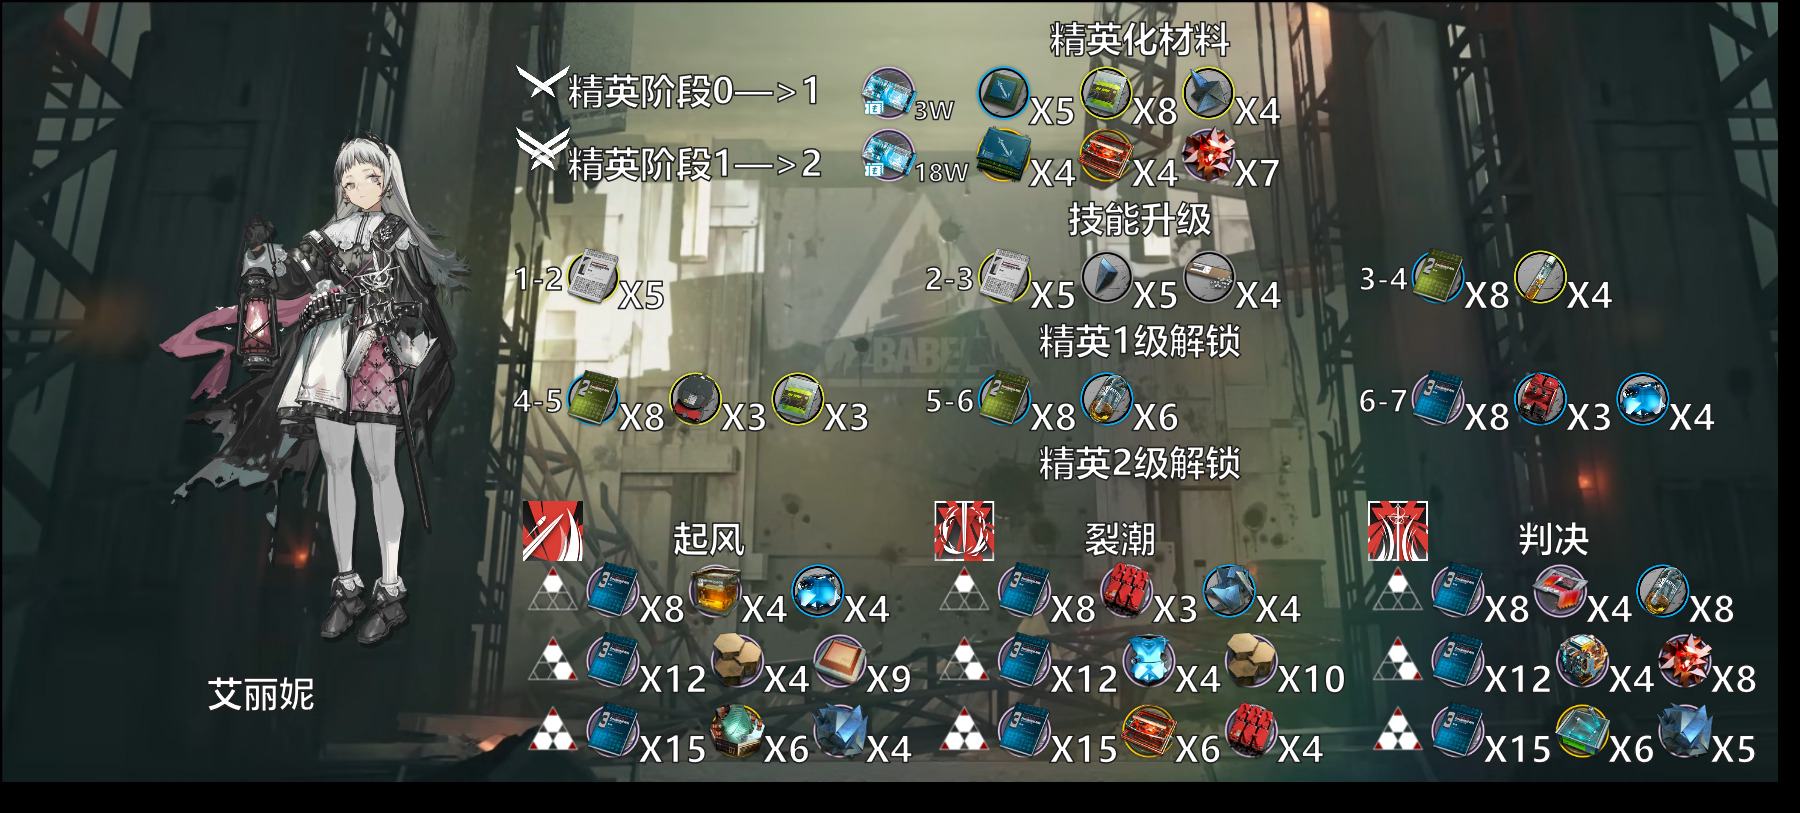 精英化材料
精英阶段0—>1 3W X5 X8 X4
精英阶段1—>2 18W X4 X4 X7
技能升级
1-2 X5 2-3 X5 X5 X4 3-4 X8 X4
精英1级解锁
BABEL
4-5 X8 X3 X3 5-6 X8 X6 6-7 X8 X3 X4
精英2级解锁
起风 裂潮 判决
X8 X4 X4 X8 X3 X4 X8 X4 X8
X12 X4 X9 X12 X4 X10 X12 X4 X8
艾丽妮
X15 X6 X4 X15 X6 X4 X15 X6 X5